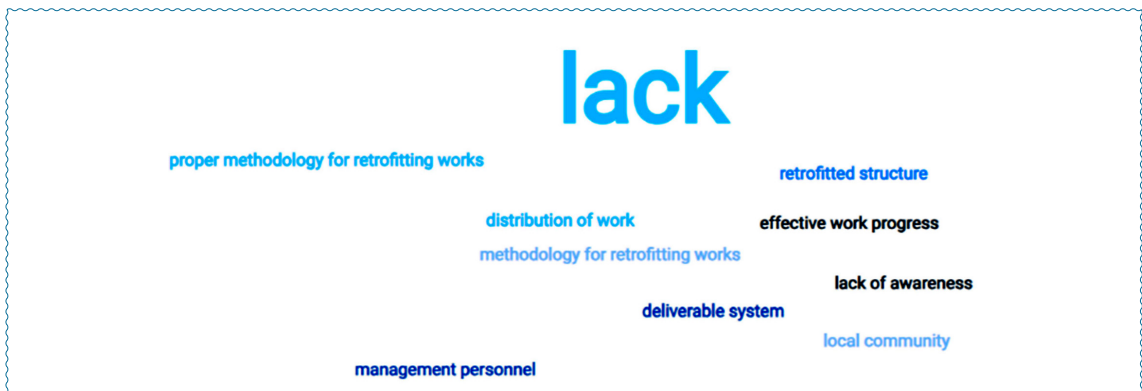 lack
proper methodology for retrofitting works
retrofitted structure
distribution of work
effective work progress
methodology for retrofitting works
lack of awareness
deliverable system
local community
management personnel